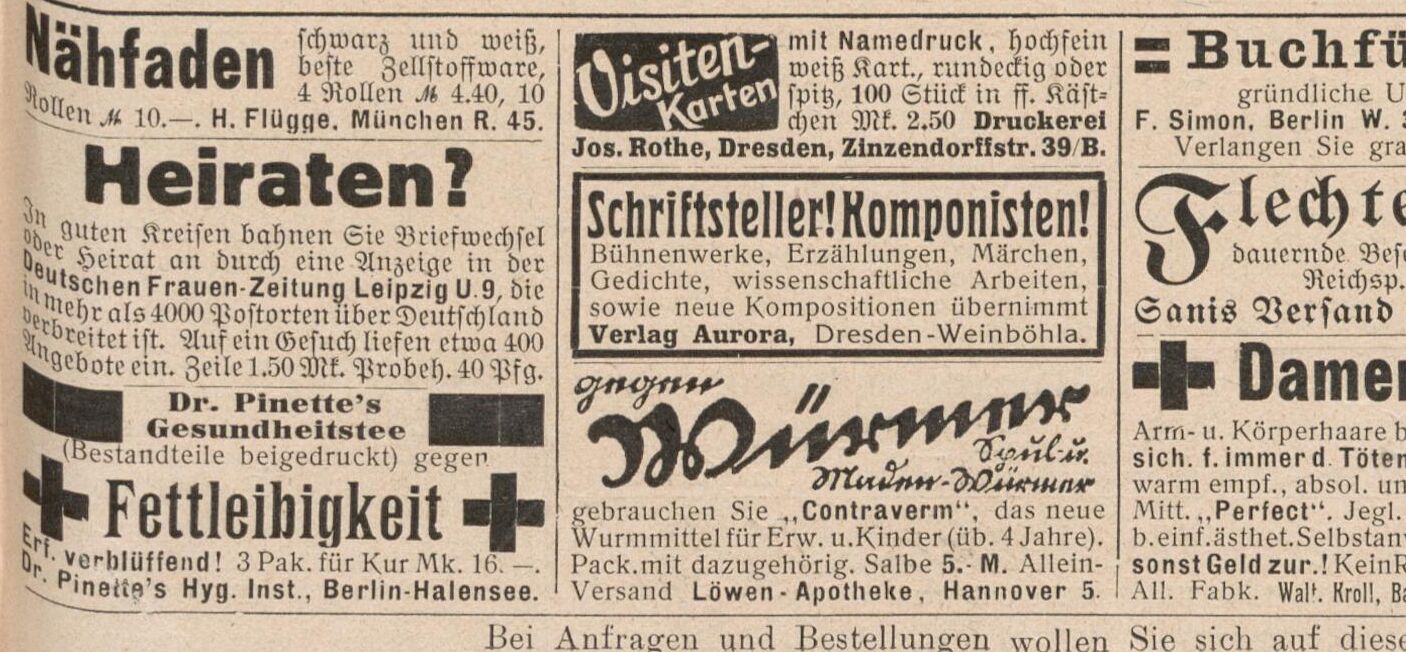 Nähfaden schwarz und weiß,
beste Zellstoffware,
4 Rollen ℳ 4.40, 10
Rollen ℳ 10.—. H. Flügge. München R. 45.
Heiraten?
In guten Kreisen bahnen Sie Briefwechsel
oder Heirat an durch eine Anzeige in der
Deutschen Frauen-Zeitung Leipzig U.9, die
in mehr als 4000 Postorten über Deutschland
verbreitet ist. Auf ein Gesuch liefen etwa 400
Angebote ein. Zeile 1.50 Mk. Probeh. 40 Pfg.
Dr. Pinette's
Gesundheitstee
(Bestandteile beigedruckt) gegen
Fettleibigkeit
Erf. verblüffend! 3 Pak. für Kur Mk. 16.—.
Dr. Pinette's Hyg. Inst., Berlin-Halensee.
Visiten-
Karten
mit Namedruck, hochfein
weiß Kart., rundeckig oder
spitz, 100 Stück in ff. Käst=
chen Mk. 2.50 Druckerei
Jos. Rothe, Dresden, Zinzendorffstr. 39/B.
Schriftsteller! Komponisten!
Bühnenwerke, Erzählungen, Märchen,
Gedichte, wissenschaftliche Arbeiten,
sowie neue Kompositionen übernimmt
Verlag Aurora, Dresden-Weinböhla.
gegen
Würmer
Spul- u.
Maden-Würmer
gebrauchen Sie „Contraverm“, das neue
Wurmmittel für Erw. u. Kinder (üb. 4 Jahre).
Pack. mit dazugehörig. Salbe 5.- M. Allein-
Versand Löwen-Apotheke, Hannover 5.
= Buchfü
gründliche U
F. Simon, Berlin W. 3
Verlangen Sie gra
Flechte
dauernde Bes
Reichsp.
Sanis Versand
Damen
Arm- u. Körperhaare b
sich. f. immer d. Töten
warm empf., absol. un
Mitt. „Perfect“. Jegl.
b. einf. ästhet. Selbstanw
sonst Geld zur.! Kein R
All. Fabk. Walt. Kroll, Ba
Bei Anfragen und Bestellungen wollen Sie sich auf diese